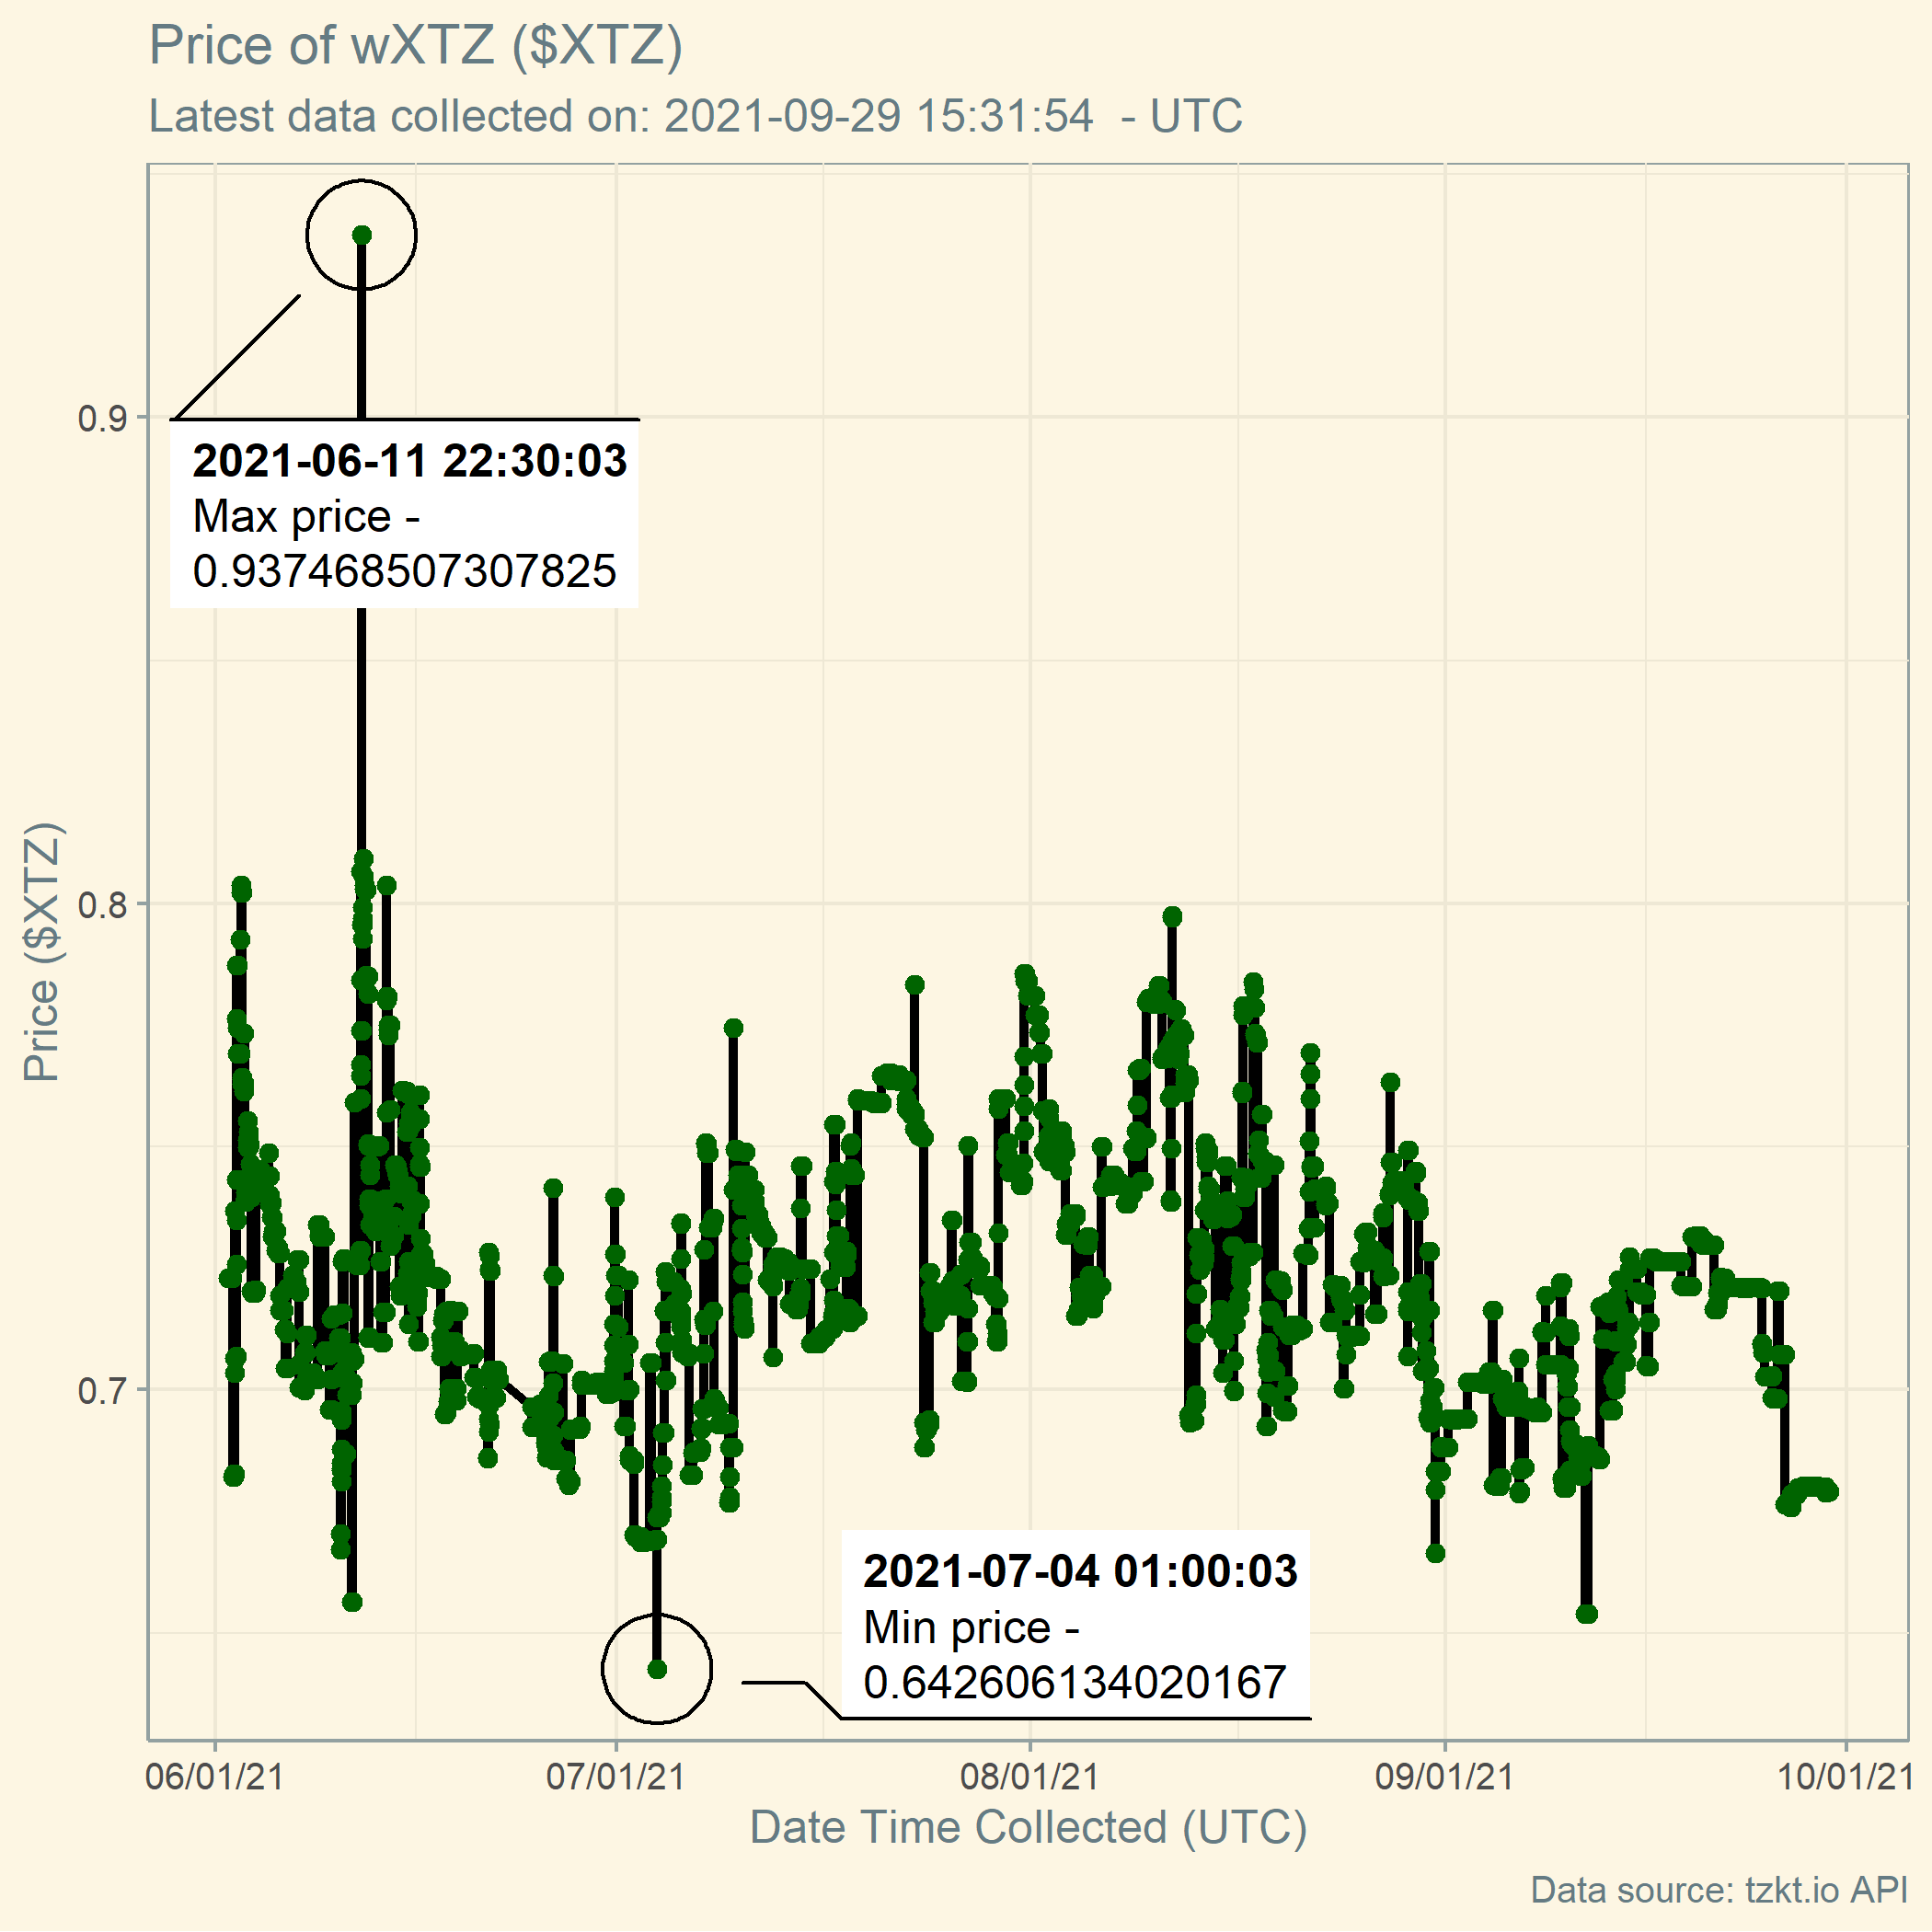 Price of wXTZ ($XTZ)
Latest data collected on: 2021-09-29 15:31:54  - UTC
2021-06-11 22:30:03
Max price -
0.937468507307825
0.9
0.8
0.7
Price ($XTZ)
2021-07-04 01:00:03
Min price -
0.642606134020167
06/01/21 07/01/21 08/01/21 09/01/21 10/01/21
Date Time Collected (UTC)
Data source: tzkt.io API